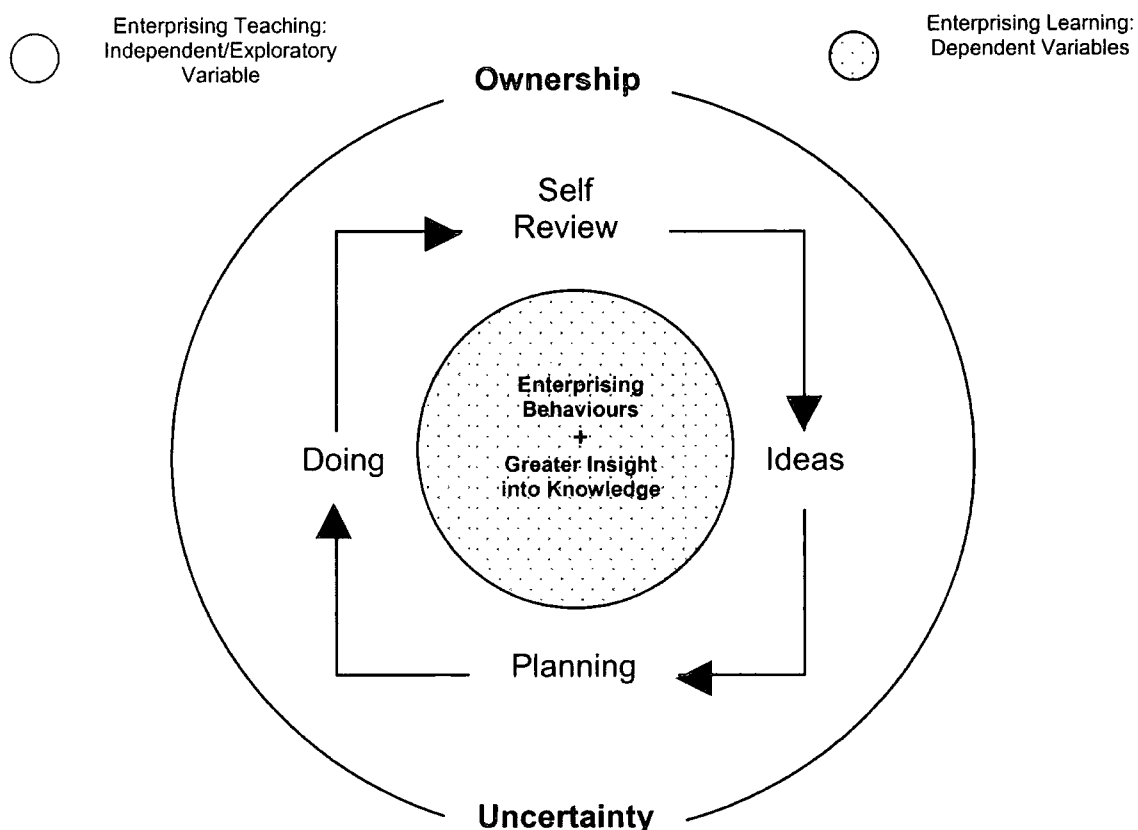 Enterprising Teaching:
Independent/Exploratory
Variable
Enterprising Learning:
Dependent Variables
Ownership
Self
Review
Enterprising
Behaviours
+
Greater Insight
into Knowledge
Doing
Ideas
Planning
Uncertainty